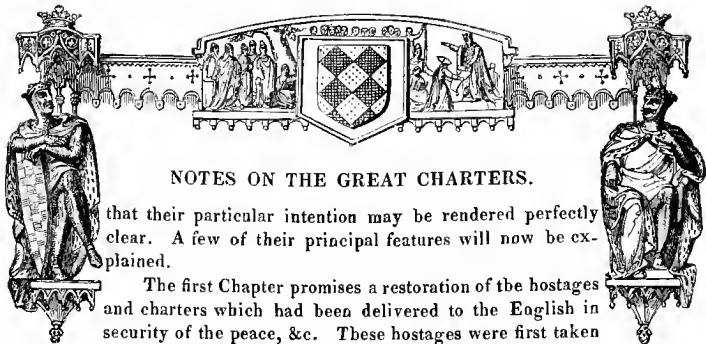 NOTES ON THE GREAT CHARTERS.
that their particular intention may be rendered perfectly
clear. A few of their principal features will now be ex-
plained.
The first Chapter promises a restoration of the hostages
and charters which had been delivered to the English in
security of the peace, &c. These hostages were first taken